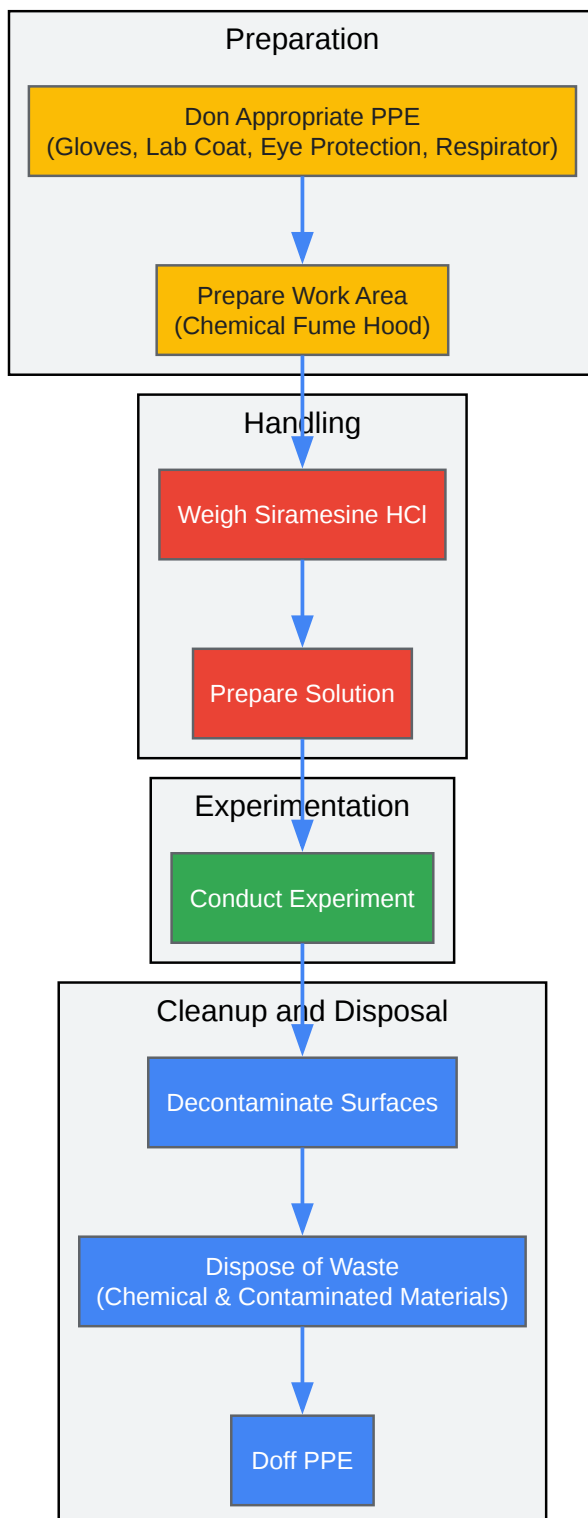 Preparation
Don Appropriate PPE
(Gloves, Lab Coat, Eye Protection, Respirator)
Prepare Work Area
(Chemical Fume Hood)
Handling
Weigh Siramesine HCl
Prepare Solution
Experimentation
Conduct Experiment
Cleanup and Disposal
Decontaminate Surfaces
Dispose of Waste
(Chemical & Contaminated Materials)
Doff PPE